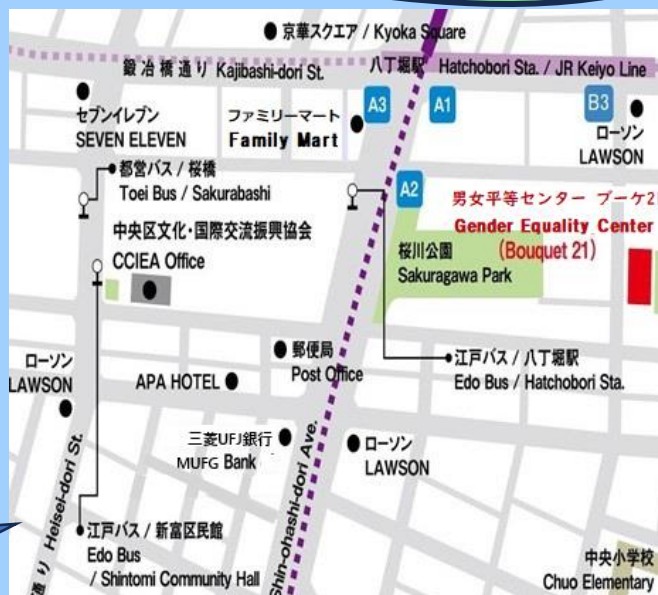 京華スクエア / Kyoka Square
鍛冶橋通り Kajibashi-dori St.
八丁堀駅 Hatchobori Sta. / JR Keiyo Line
セブンイレブン
SEVEN ELEVEN
ファミリーマート
Family Mart
A3
A1
B3
ローソン
LAWSON
都営バス / 桜橋
Toei Bus / Sakurabashi
A2
男女平等センター ブーケ2
Gender Equality Center
(Bouquet 21)
中央区文化・国際交流振興協会
CCIEA Office
桜川公園
Sakuragawa Park
郵便局
Post Office
江戸バス / 八丁堀駅
Edo Bus / Hatchobori Sta.
ローソン
LAWSON
APA HOTEL
三菱UFJ銀行
MUFG Bank
ローソン
LAWSON
通り Heisei-dori St.
Shin-ohashi-dori Ave.
江戸バス / 新富区民館
Edo Bus
/ Shintomi Community Hall
中央小学校
Chuo Elementary